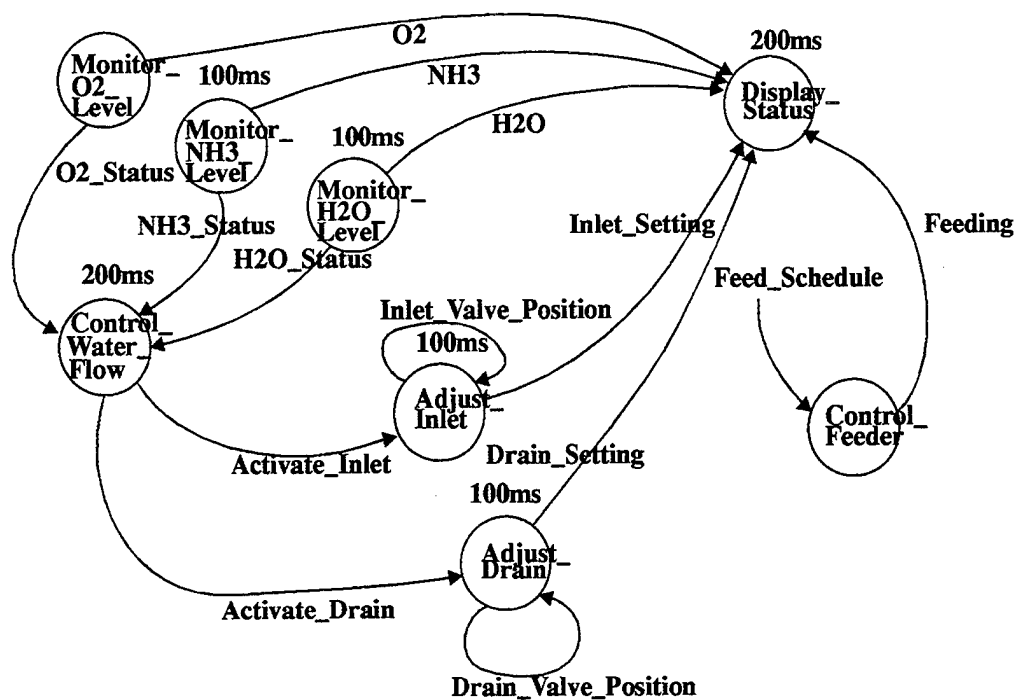 O2
200ms
Monitor_
O2_
Level
100ms
NH3
Display_
Status
Monitor_
NH3_
Level
100ms
H2O
O2_Status
Monitor_
H2O_
Level
NH3_Status
Inlet_Setting
Feeding
H2O_Status
200ms
Feed_Schedule
Control_
Water_
Flow
Inlet_Valve_Position
100ms
Adjust_
Inlet
Control_
Feeder
Activate_Inlet
Drain_Setting
100ms
Adjust_
Drain
Activate_Drain
Drain_Valve_Position